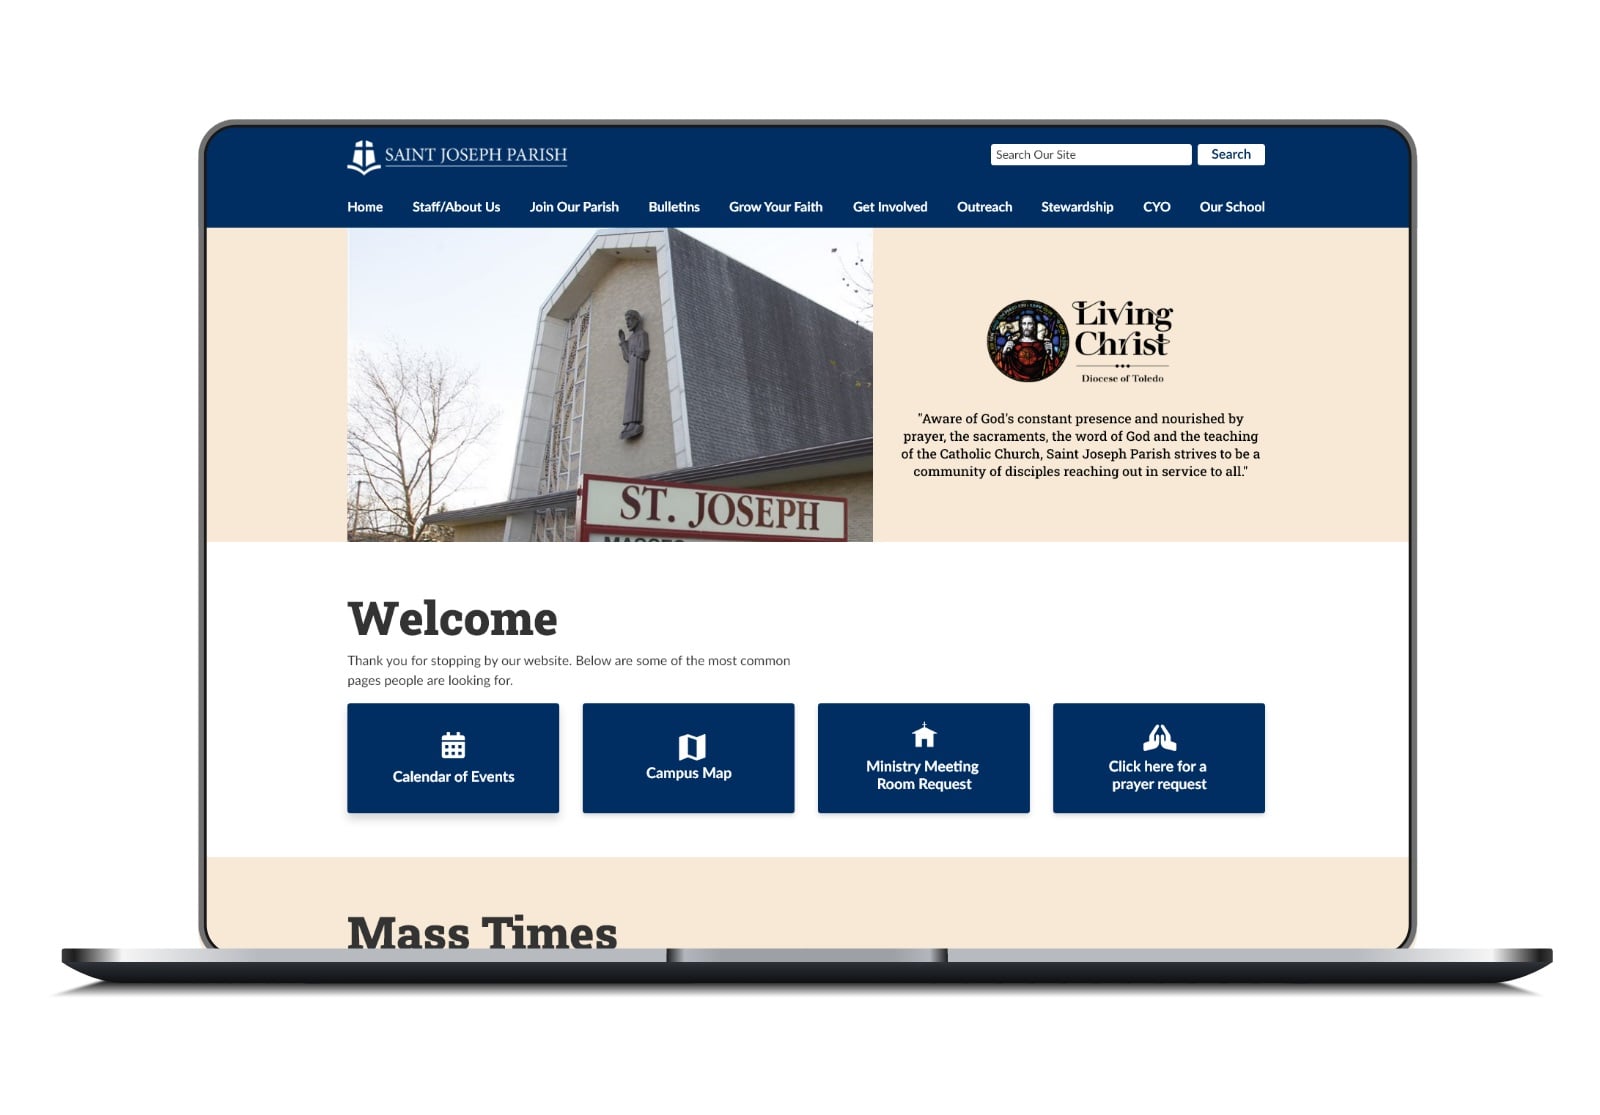 SAINT JOSEPH PARISH
Search Our Site
Search
Home
Staff/About Us
Join Our Parish
Bulletins
Grow Your Faith
Get Involved
Outreach
Stewardship
CYO
Our School
ST. JOSEPH
Living
Christ
Diocese of Toledo
"Aware of God's constant presence and nourished by
prayer, the sacraments, the word of God and the teaching
of the Catholic Church, Saint Joseph Parish strives to be a
community of disciples reaching out in service to all."
Welcome
Thank you for stopping by our website. Below are some of the most common
pages people are looking for.
Calendar of Events
Campus Map
Ministry Meeting
Room Request
Click here for a
prayer request
Mass Times